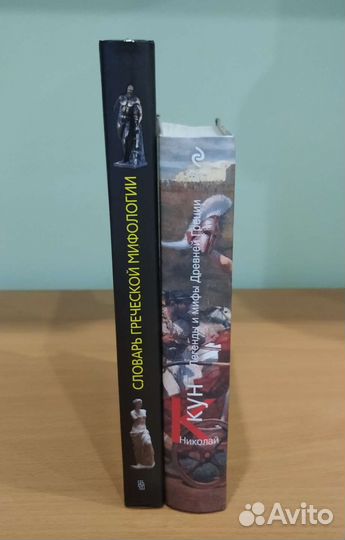 СЛОВАРЬ ГРЕЧЕСКОЙ МИФОЛОГИИ
Николай
Кун
Легенды и мифы Древней Греции
Avito